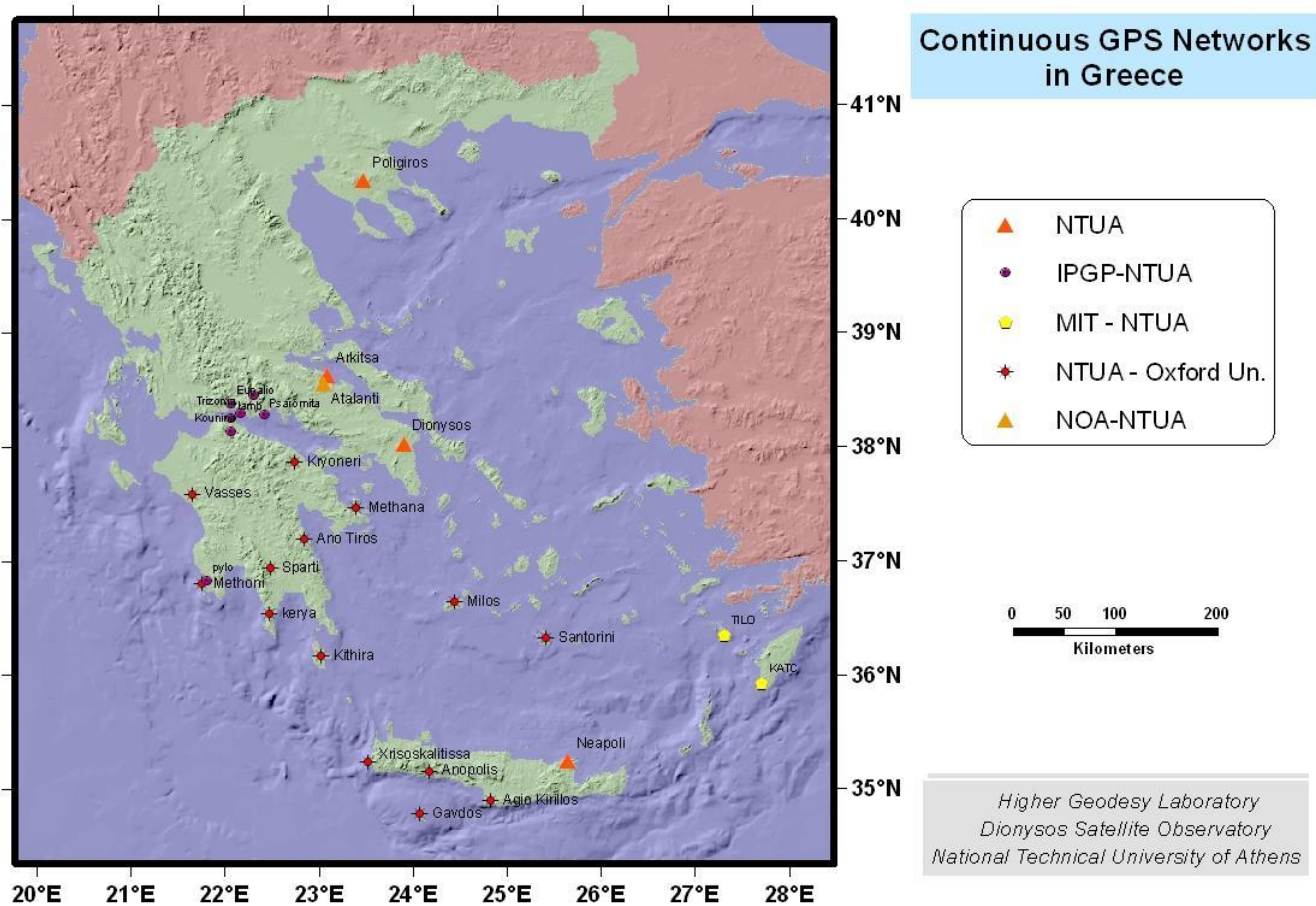 Continuous GPS Networks
in Greece
41°N
40°N
39°N
38°N
37°N
36°N
35°N
20°E 21°E 22°E 23°E 24°E 25°E 26°E 27°E 28°E
Poligiros
Arkitsa
Atalanti
Eupalio
Trizonia
lamb
Psaromita
Kounina
Dionysos
Kryoneri
Vasses
Methana
Ano Tiros
pylo
Methoni
Sparti
kerya
Kithira
Milos
Santorini
TILO
KATC
Neapoli
Xrisoskalitissa
Anopolis
Agio Kirillos
Gavdos
NTUA
IPGP-NTUA
MIT - NTUA
NTUA - Oxford Un.
NOA-NTUA
0 50 100 200
Kilometers
Higher Geodesy Laboratory
Dionysos Satellite Observatory
National Technical University of Athens